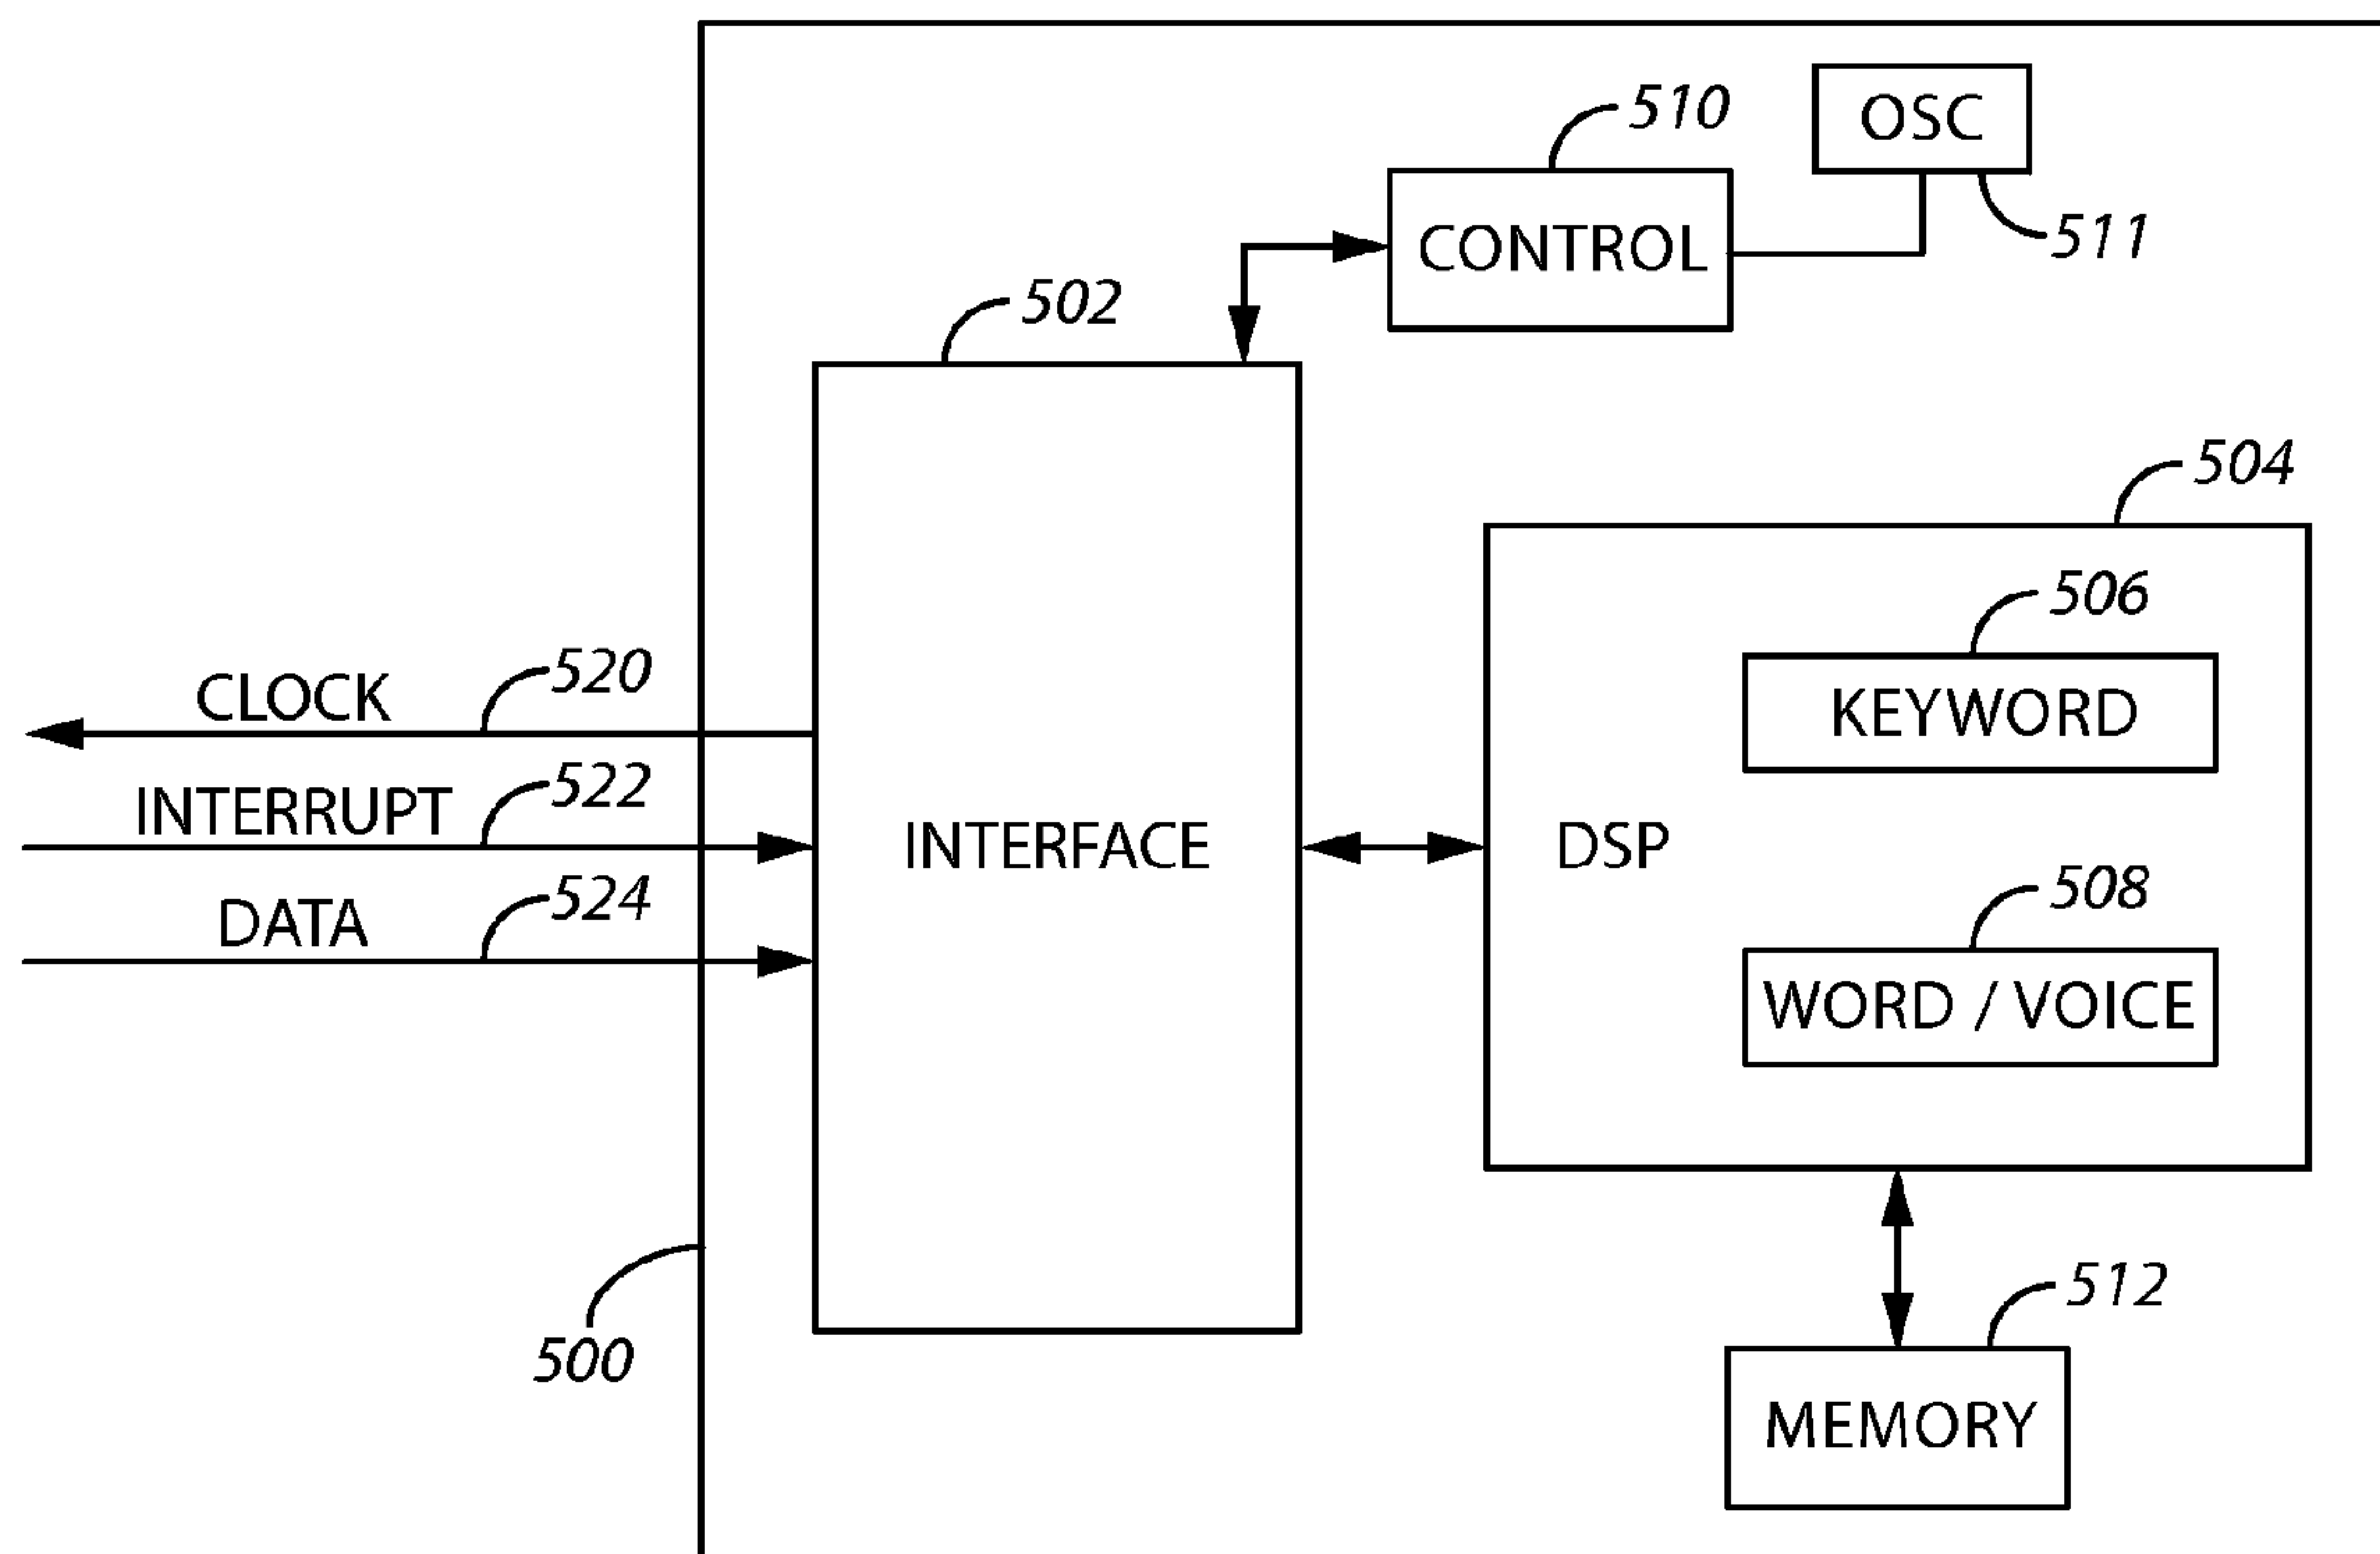 OSC
510
CONTROL
511
502
504
506
KEYWORD
CLOCK
520
INTERRUPT
522
INTERFACE
DSP
DATA
524
508
WORD / VOICE
500
512
MEMORY